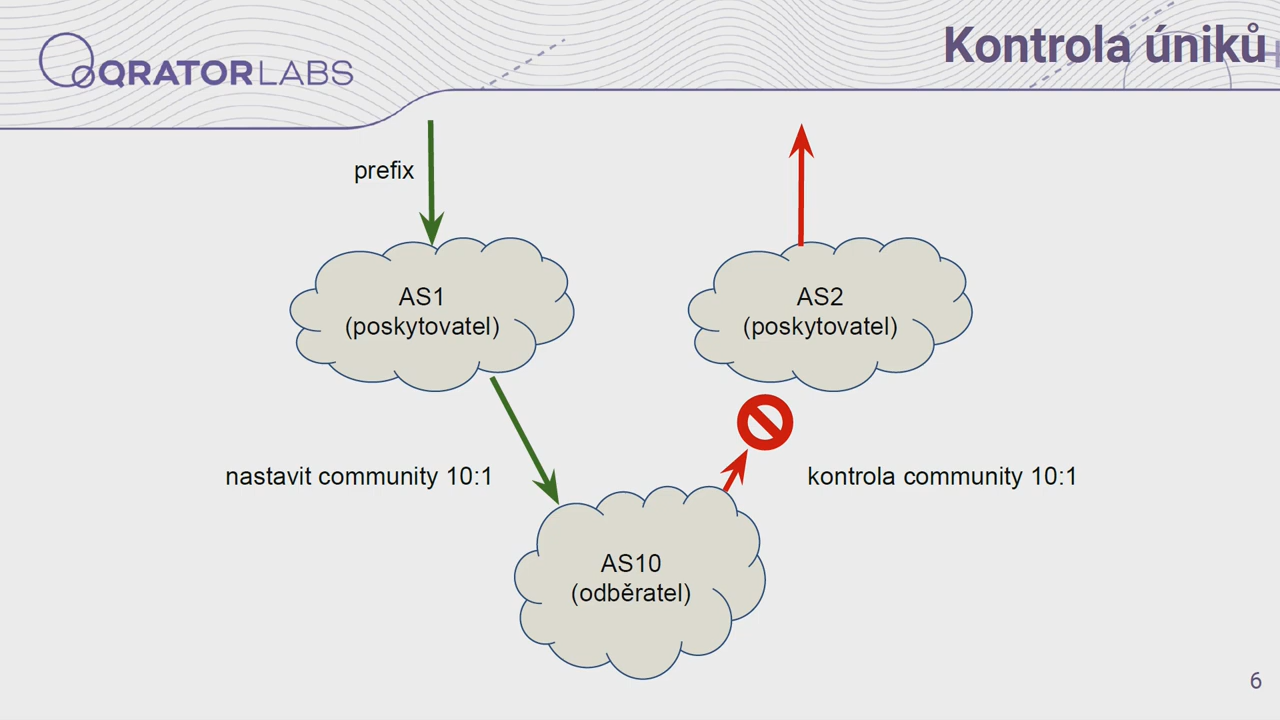 QRATORLABS
Kontrola úniků
prefix
AS1
(poskytovatel)
AS2
(poskytovatel)
nastavit community 10:1
kontrola community 10:1
AS10
(odběratel)
6